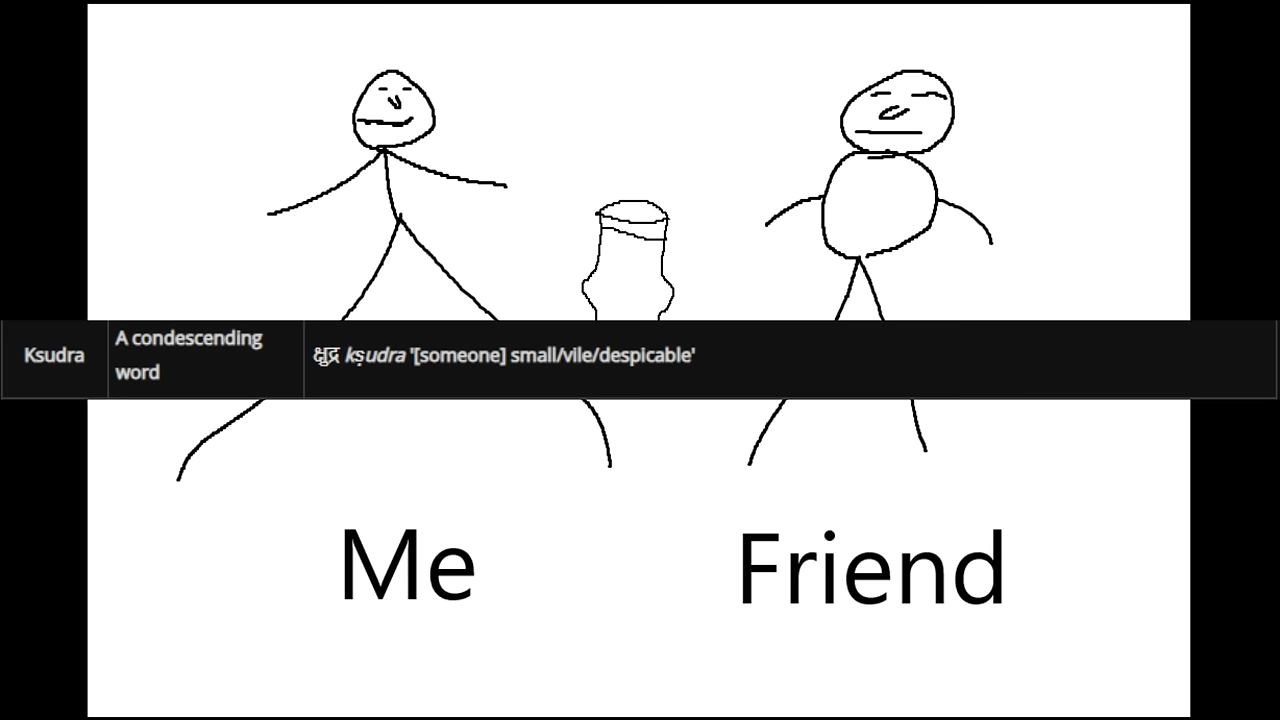 Ksudra
A condescending
word
क्षुद्र kṣudra '[someone] small/vile/despicable'
Me
Friend